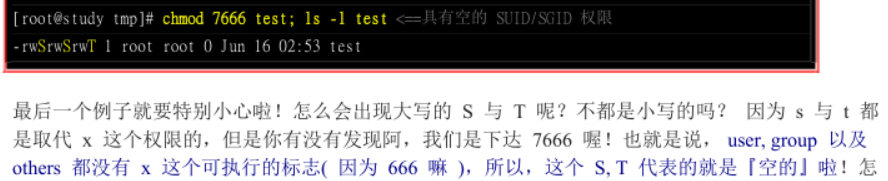 [root@study tmp]# chmod 7666 test; ls -l test <==具有空的 SUID/SGID 权限
-rwSrwSrwT 1 root root 0 Jun 16 02:53 test
最后一个例子就要特别小心啦！怎么会出现大写的 S 与 T 呢？不都是小写的吗？ 因为 s 与 t 都
是取代 x 这个权限的，但是你有没有发现阿，我们是下达 7666 喔！也就是说， user, group 以及
others 都没有 x 这个可执行的标志( 因为 666 嘛 )，所以，这个 S, T 代表的就是『空的』啦！怎